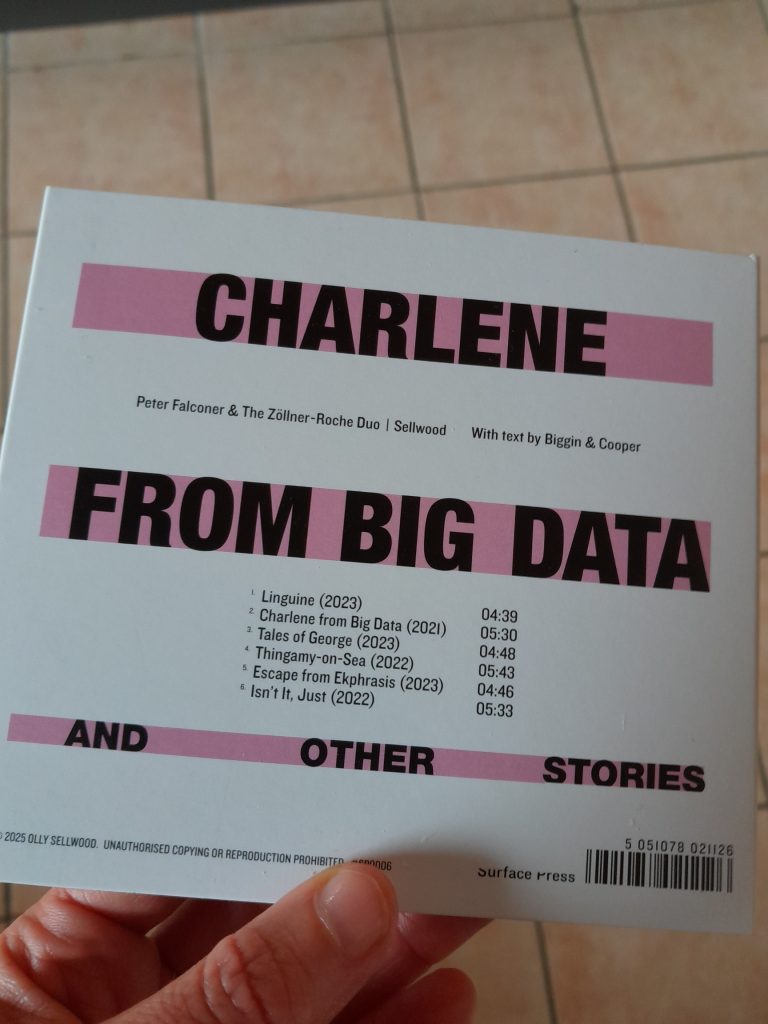 CHARLENE
Peter Falconer & The Zöllner-Roche Duo | Sellwood With text by Biggin & Cooper
FROM BIG DATA
1. Linguine (2023) 04:39
2. Charlene from Big Data (2021) 05:30
3. Tales of George (2023) 04:48
4. Thingamy-on-Sea (2022) 05:43
5. Escape from Ekphrasis (2023) 04:46
6. Isn't It, Just (2022) 05:33
AND OTHER STORIES
© 2025 OLLY SELLWOOD. UNAUTHORISED COPYING OR REPRODUCTION PROHIBITED.
Surface Press
5 051078 021126